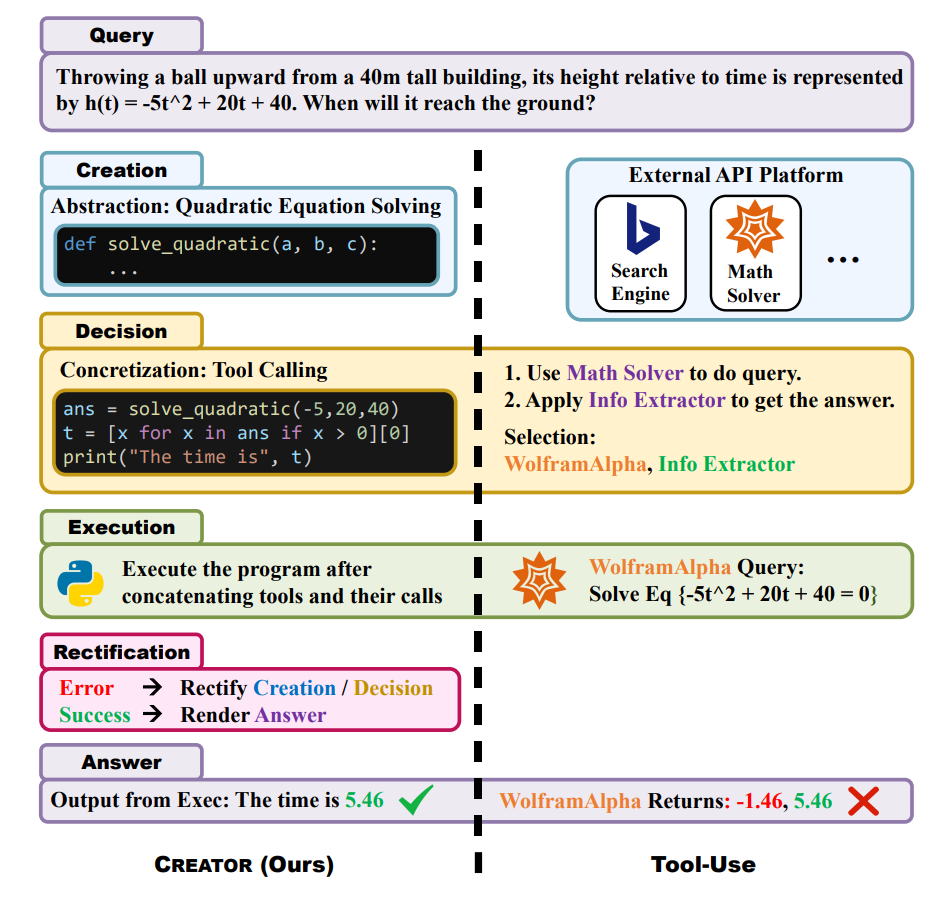 Query
Throwing a ball upward from a 40m tall building, its height relative to time is represented
by h(t) = -5t^2 + 20t + 40. When will it reach the ground?
Creation
Abstraction: Quadratic Equation Solving
def solve_quadratic(a, b, c):
...
External API Platform
Search
Engine
Math
Solver
...
Decision
Concretization: Tool Calling
ans = solve_quadratic(-5,20,40)
t = [x for x in ans if x > 0][0]
print("The time is", t)
1. Use Math Solver to do query.
2. Apply Info Extractor to get the answer.
Selection:
WolframAlpha, Info Extractor
Execution
Execute the program after
concatenating tools and their calls
WolframAlpha Query:
Solve Eq {-5t^2 + 20t + 40 = 0}
Rectification
Error → Rectify Creation / Decision
Success → Render Answer
Answer
Output from Exec: The time is 5.46
WolframAlpha Returns: -1.46, 5.46
CREATOR (Ours)
Tool-Use